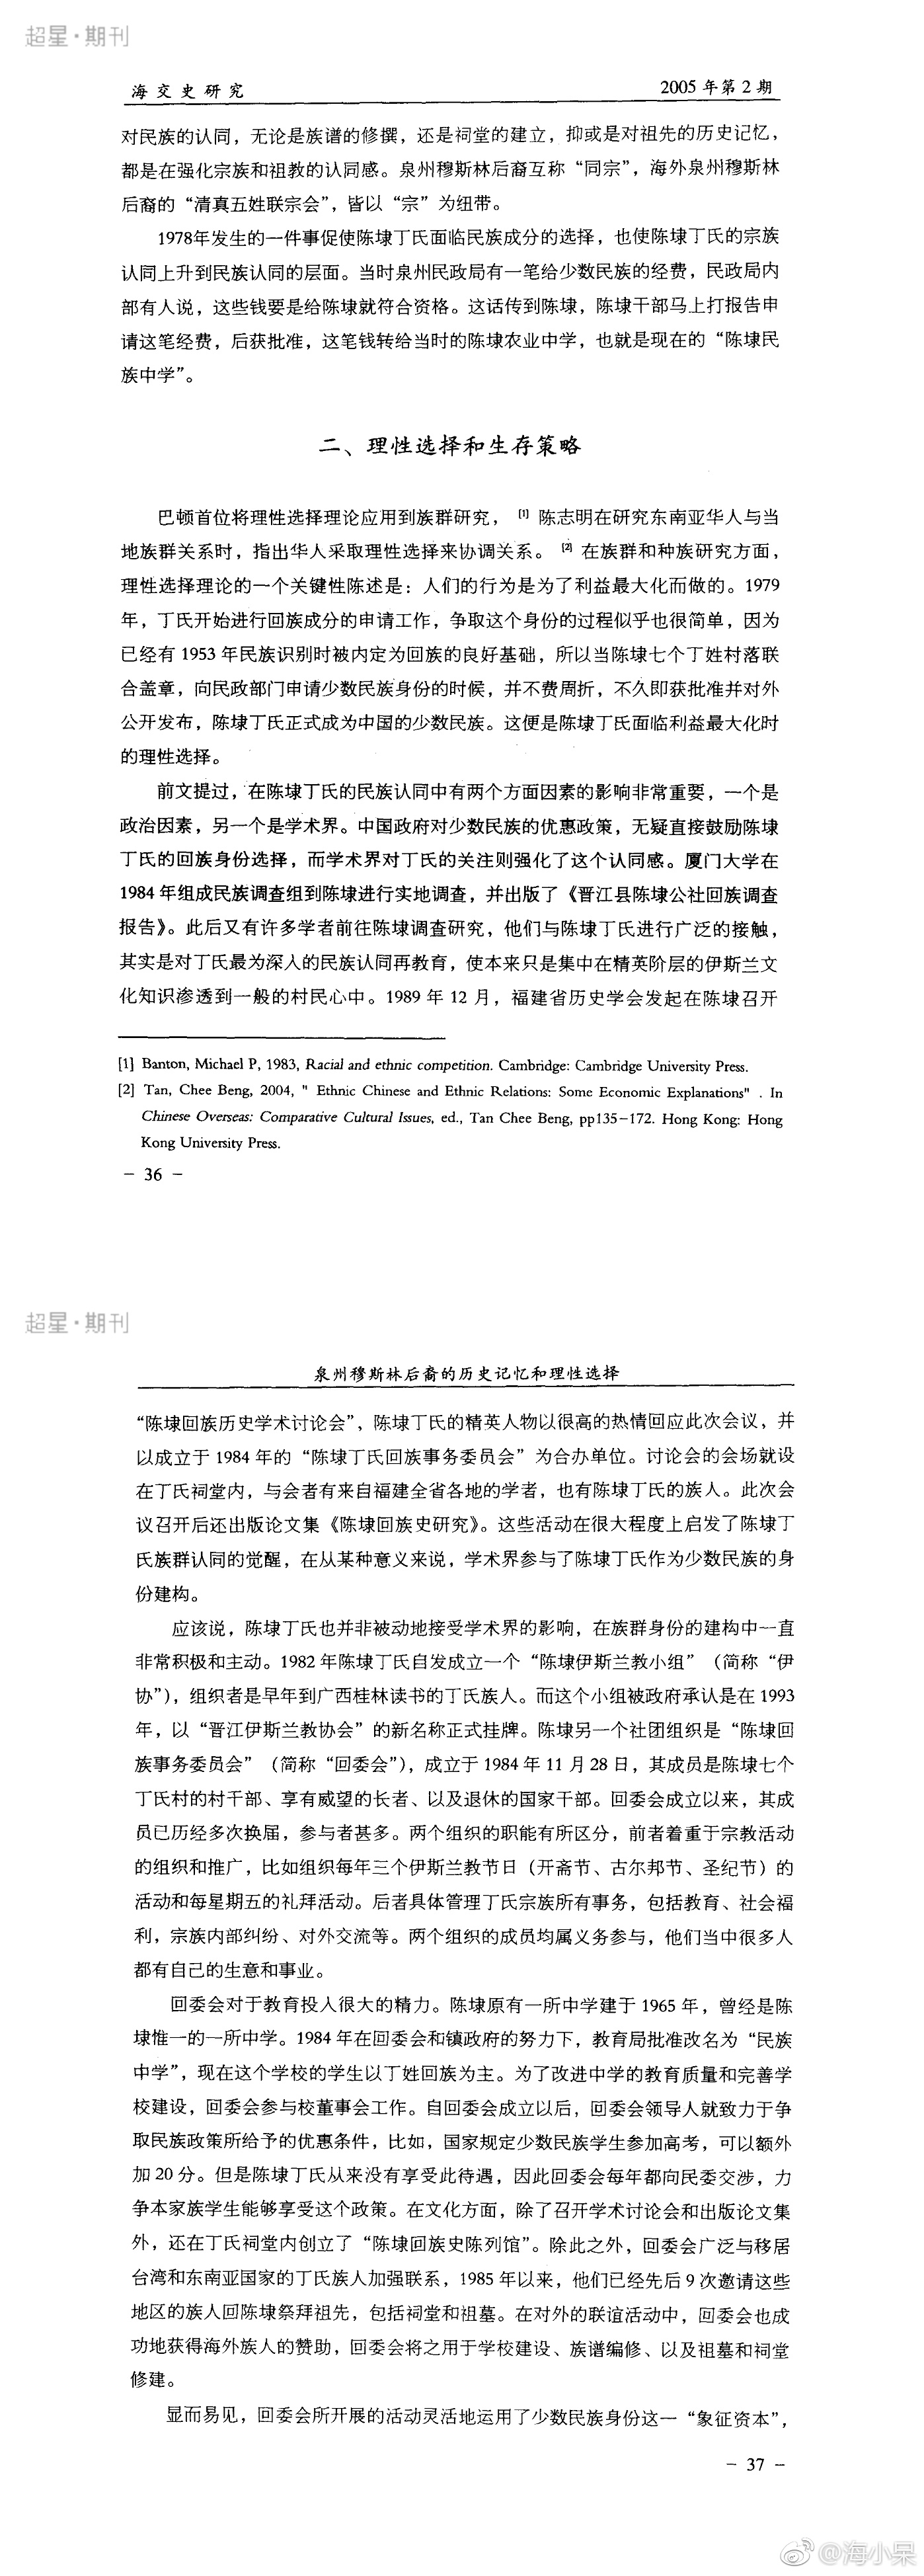 超星·期刊
海交史研究 2005年第2期
对民族的认同，无论是族谱的修撰，还是祠堂的建立，抑或是对祖先的历史记忆，
都是在强化宗族和祖教的认同感。泉州穆斯林后裔互称“同宗”，海外泉州穆斯林
后裔的“清真五姓联宗会”，皆以“宗”为纽带。
1978年发生的一件事促使陈埭丁氏面临民族成分的选择，也使陈埭丁氏的宗族
认同上升到民族认同的层面。当时泉州民政局有一笔给少数民族的经费，民政局内
部有人说，这些钱要是给陈埭就符合资格。这话传到陈埭，陈埭干部马上打报告申
请这笔经费，后获批准，这笔钱转给当时的陈埭农业中学，也就是现在的“陈埭民
族中学”。
二、理性选择和生存策略
巴顿首位将理性选择理论应用到族群研究，[1]陈志明在研究东南亚华人与当
地族群关系时，指出华人采取理性选择来协调关系。[2]在族群和种族研究方面，
理性选择理论的一个关键性陈述是：人们的行为是为了利益最大化而做的。1979
年，丁氏开始进行回族成分的申请工作，争取这个身份的过程似乎也很简单，因为
已经有1953年民族识别时被内定为回族的良好基础，所以当陈埭七个丁姓村落联
合盖章，向民政部门申请少数民族身份的时候，并不费周折，不久即获批准并对外
公开发布，陈埭丁氏正式成为中国的少数民族。这便是陈埭丁氏面临利益最大化时
的理性选择。
前文提过，在陈埭丁氏的民族认同中有两个方面因素的影响非常重要，一个是
政治因素，另一个是学术界。中国政府对少数民族的优惠政策，无疑直接鼓励陈埭
丁氏的回族身份选择，而学术界对丁氏的关注则强化了这个认同感。厦门大学在
1984年组成民族调查组到陈埭进行实地调查，并出版了《晋江县陈埭公社回族调查
报告》。此后又有许多学者前往陈埭调查研究，他们与陈埭丁氏进行广泛的接触，
其实是对丁氏最为深入的民族认同再教育，使本来只是集中在精英阶层的伊斯兰文
化知识渗透到一般的村民心中。1989年12月，福建省历史学会发起在陈埭召开
[1] Banton, Michael P, 1983, Racial and ethnic competition. Cambridge: Cambridge University Press.
[2] Tan, Chee Beng, 2004, " Ethnic Chinese and Ethnic Relations: Some Economic Explanations" . In
Chinese Overseas: Comparative Cultural Issues, ed., Tan Chee Beng, pp135-172. Hong Kong: Hong
Kong University Press.
- 36 -
超星·期刊
泉州穆斯林后裔的历史记忆和理性选择
“陈埭回族历史学术讨论会”，陈埭丁氏的精英人物以很高的热情回应此次会议，并
以成立于1984年的“陈埭丁氏回族事务委员会”为合办单位。讨论会的会场就设
在丁氏祠堂内，与会者有来自福建全省各地的学者，也有陈埭丁氏的族人。此次会
议召开后还出版论文集《陈埭回族史研究》。这些活动在很大程度上启发了陈埭丁
氏族群认同的觉醒，在从某种意义来说，学术界参与了陈埭丁氏作为少数民族的身
份建构。
应该说，陈埭丁氏也并非被动地接受学术界的影响，在族群身份的建构中一直
非常积极和主动。1982年陈埭丁氏自发成立一个“陈埭伊斯兰教小组”（简称“伊
协”），组织者是早年到广西桂林读书的丁氏族人。而这个小组被政府承认是在1993
年，以“晋江伊斯兰教协会”的新名称正式挂牌。陈埭另一个社团组织是“陈埭回
族事务委员会”（简称“回委会”），成立于1984年11月28日，其成员是陈埭七个
丁氏村的村干部、享有威望的长者、以及退休的国家干部。回委会成立以来，其成
员已历经多次换届，参与者甚多。两个组织的职能有所区分，前者着重于宗教活动
的组织和推广，比如组织每年三个伊斯兰教节日（开斋节、古尔邦节、圣纪节）的
活动和每星期五的礼拜活动。后者具体管理丁氏宗族所有事务，包括教育、社会福
利，宗族内部纠纷、对外交流等。两个组织的成员均属义务参与，他们当中很多人
都有自己的生意和事业。
回委会对于教育投入很大的精力。陈埭原有一所中学建于1965年，曾经是陈
埭惟一的一所中学。1984年在回委会和镇政府的努力下，教育局批准改名为“民族
中学”，现在这个学校的学生以丁姓回族为主。为了改进中学的教育质量和完善学
校建设，回委会参与校董事会工作。自回委会成立以后，回委会领导人就致力于争
取民族政策所给予的优惠条件，比如，国家规定少数民族学生参加高考，可以额外
加20分。但是陈埭丁氏从来没有享受此待遇，因此回委会每年都向民委交涉，力
争本家族学生能够享受这个政策。在文化方面，除了召开学术讨论会和出版论文集
外，还在丁氏祠堂内创立了“陈埭回族史陈列馆”。除此之外，回委会广泛与移居
台湾和东南亚国家的丁氏族人加强联系，1985年以来，他们已经先后9次邀请这些
地区的族人回陈埭祭拜祖先，包括祠堂和祖墓。在对外的联谊活动中，回委会也成
功地获得海外族人的赞助，回委会将之用于学校建设、族谱编修、以及祖墓和祠堂
修建。
显而易见，回委会所开展的活动灵活地运用了少数民族身份这一“象征资本”，
- 37 -
@海小呆